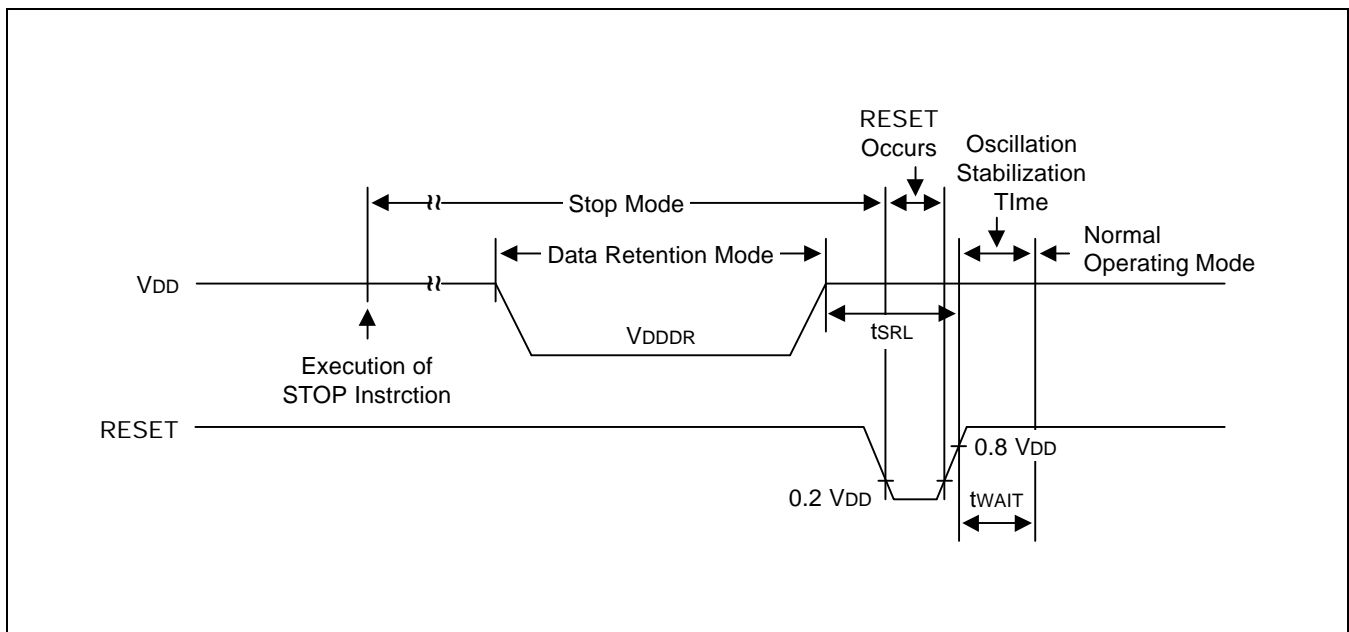 RESET
Occurs
Oscillation
Stabilization
TIme
Stop Mode
Data Retention Mode
Normal
Operating Mode
VDD
VDDDR
tSRL
Execution of
STOP Instrction
RESET
0.8 VDD
0.2 VDD
tWAIT